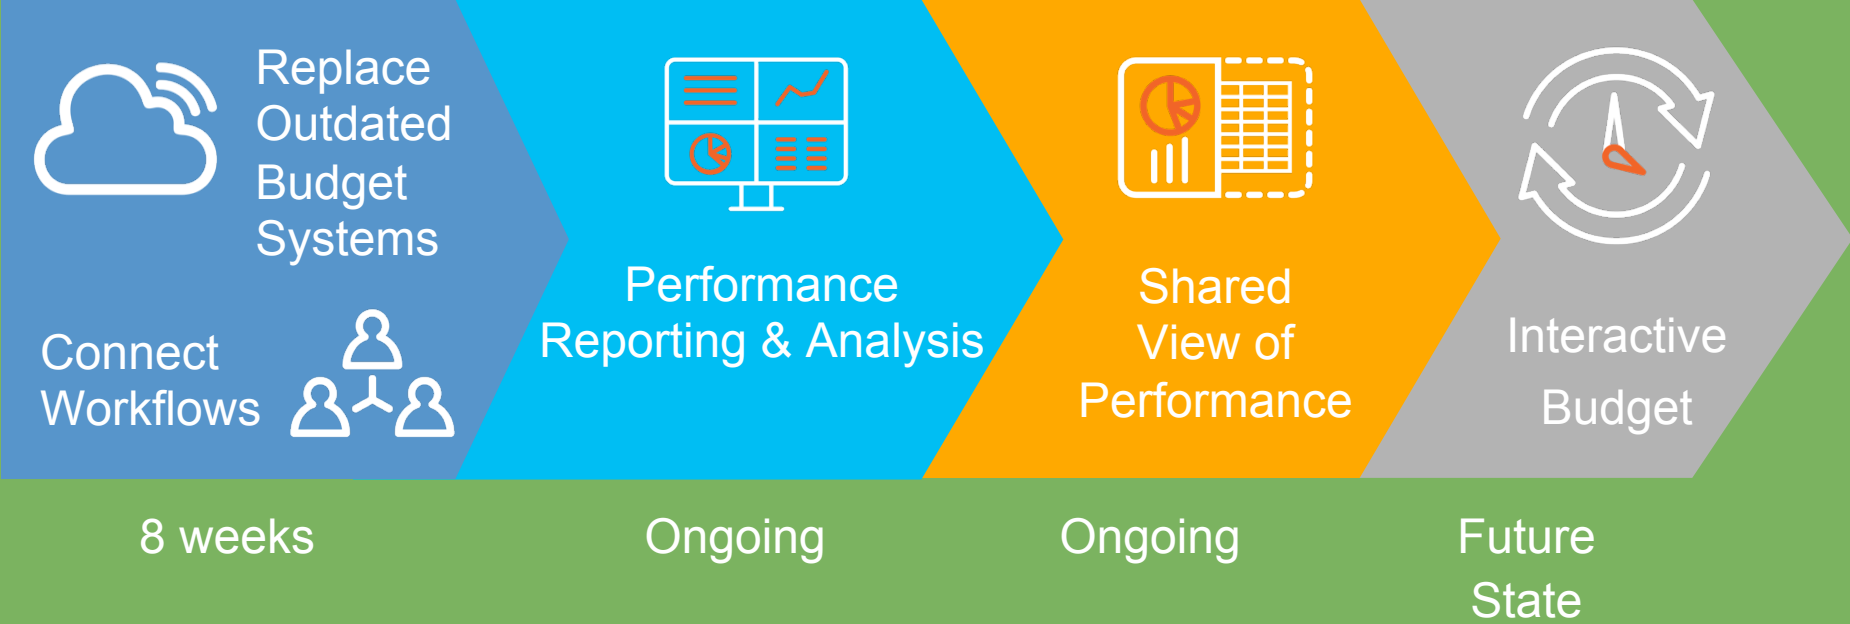 Replace
Outdated
Budget
Systems
Connect
Workflows
Performance
Reporting & Analysis
Shared
View of
Performance
Interactive
Budget
8 weeks
Ongoing
Ongoing
Future
State